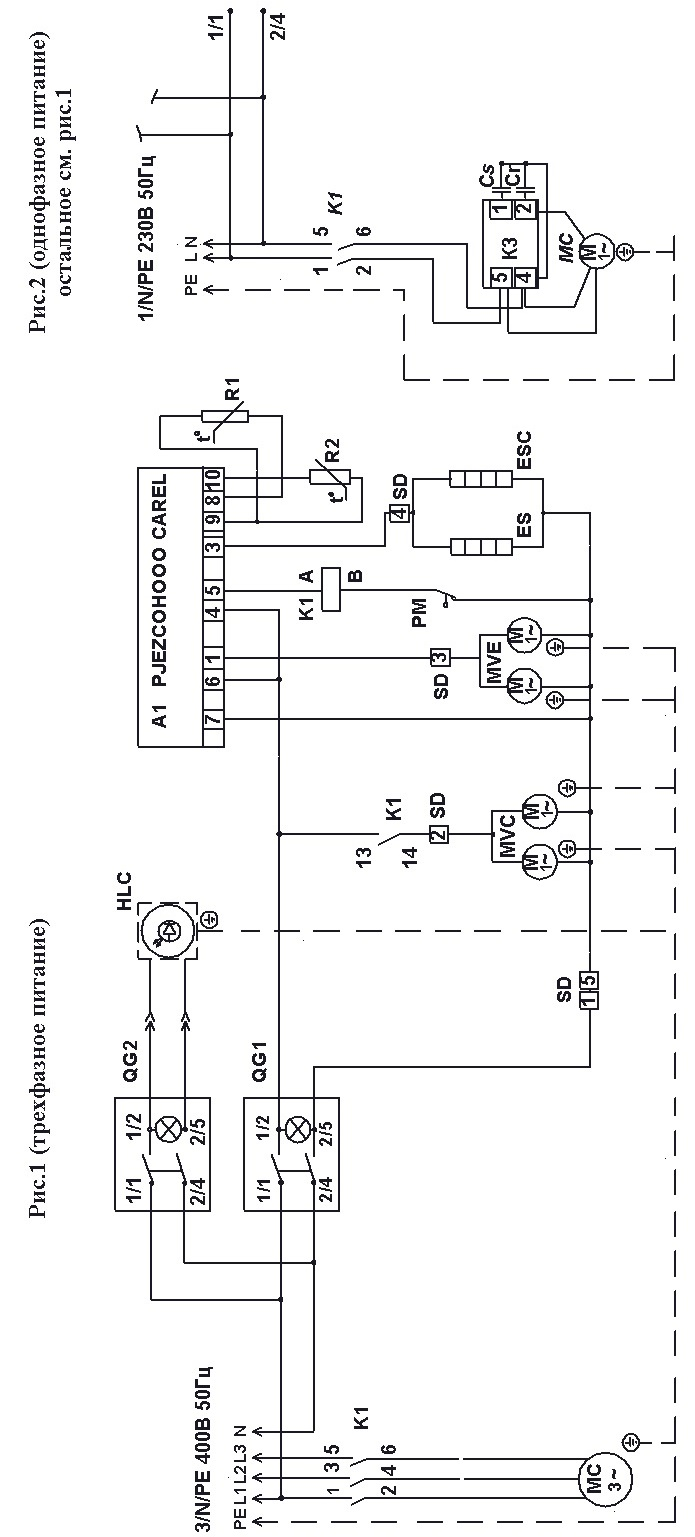 Рис.1 (трехфазное питание)
3/N/PE 400В 50Гц
PE L1 L2 L3 N
K1
1 3 5
2 4 6
MC
3~
QG2
1/1 1/2
2/4 2/5
HLC
QG1
1/1 1/2
2/4 2/5
SD
1 5
13 K1
14
2 SD
MVC
M
1~
M
1~
A1 PJEZCOHOOO CAREL
7 6 1 4 5 3 9 8 10
SD 3
MVE
M
1~
M
1~
K1 A
B
PM
4 SD
ES
ESC
R1
t°
R2
t°
Рис.2 (однофазное питание)
остальное см. рис.1
1/N/PE 230В 50Гц
PE L N
1/1
2/4
K1
1 5
2 6
K3
5 1
4 2
Cs
Cr
MC
M
1~